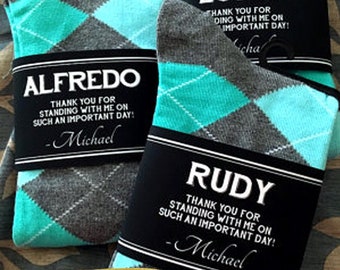 ALFREDO
THANK YOU FOR
STANDING WITH ME ON
SUCH AN IMPORTANT DAY!
- Michael
RUDY
THANK YOU FOR
STANDING WITH ME ON
SUCH AN IMPORTANT DAY!
- Michael